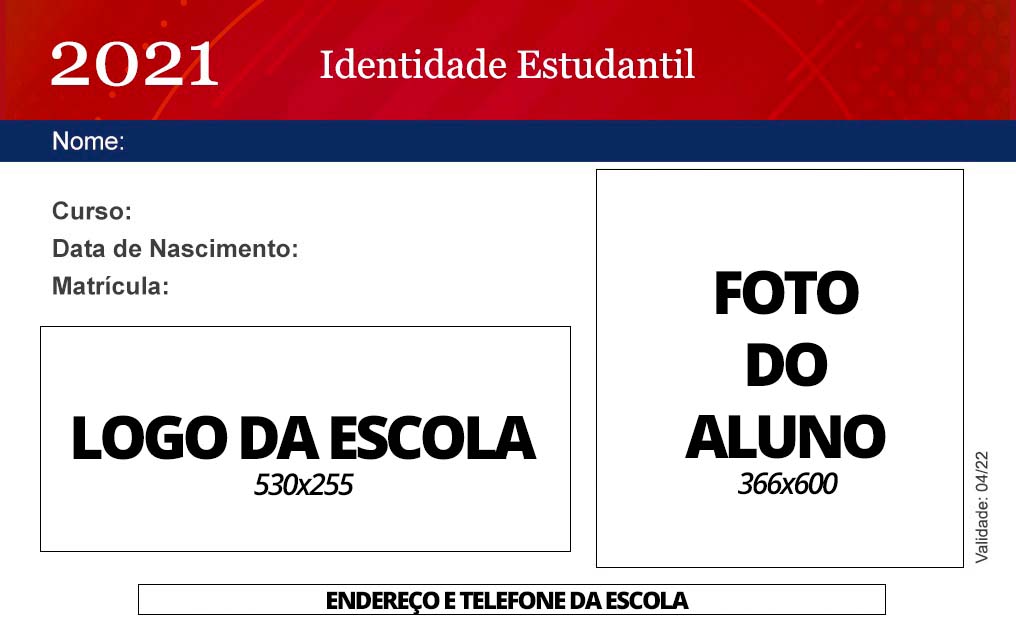 2021
Identidade Estudantil
Nome:
Curso:
Data de Nascimento:
Matrícula:
LOGO DA ESCOLA
530x255
FOTO
DO
ALUNO
366x600
Validade: 04/22
ENDEREÇO E TELEFONE DA ESCOLA